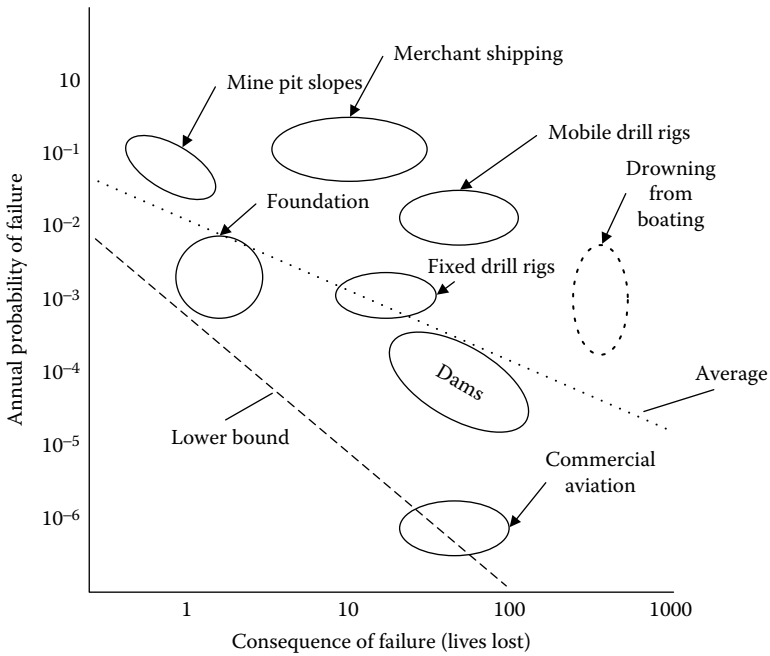 Merchant shipping
Mine pit slopes
Mobile drill rigs
Drowning
from
boating
Foundation
Fixed drill rigs
Dams
Average
Lower bound
Commercial
aviation
Annual probability of failure
10
10⁻¹
10⁻²
10⁻³
10⁻⁴
10⁻⁵
10⁻⁶
1 10 100 1000
Consequence of failure (lives lost)